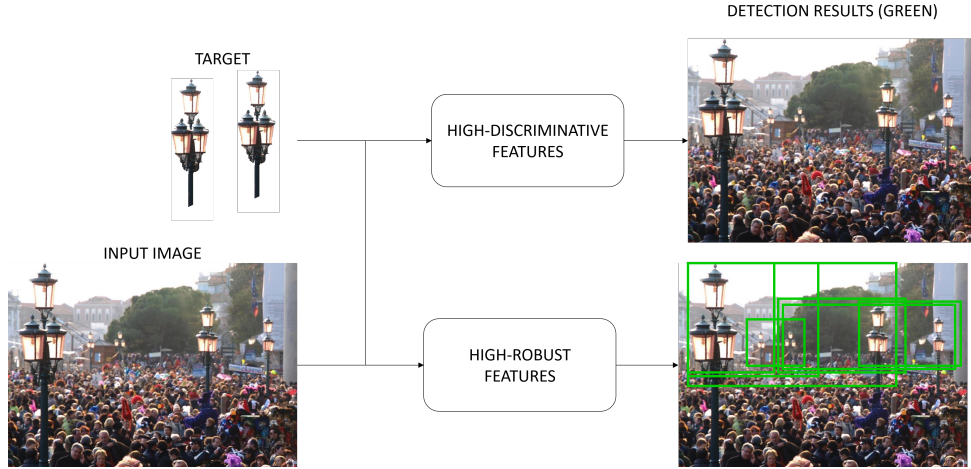 DETECTION RESULTS (GREEN)
TARGET
HIGH-DISCRIMINATIVE
FEATURES
INPUT IMAGE
HIGH-ROBUST
FEATURES